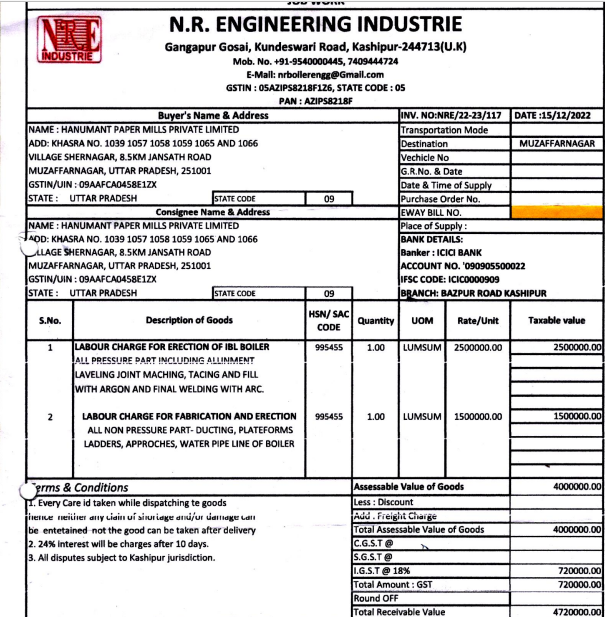 JOB WORK
NRE
INDUSTRIE
N.R. ENGINEERING INDUSTRIE
Gangapur Gosai, Kundeswari Road, Kashipur-244713(U.K)
Mob. No. +91-9540000445, 7409444724
E-Mail: nrboilerengg@Gmail.com
GSTIN : 05AZIPS8218F1Z6, STATE CODE : 05
PAN : AZIPS8218F
Buyer's Name & Address
INV. NO:NRE/22-23/117 DATE :15/12/2022
NAME : HANUMANT PAPER MILLS PRIVATE LIMITED
Transportation Mode
ADD: KHASRA NO. 1039 1057 1058 1059 1065 AND 1066
Destination MUZAFFARNAGAR
VILLAGE SHERNAGAR, 8.5KM JANSATH ROAD
Vechicle No
MUZAFFARNAGAR, UTTAR PRADESH, 251001
G.R.No. & Date
GSTIN/UIN : 09AAFCA0458E1ZX
Date & Time of Supply
STATE : UTTAR PRADESH STATE CODE 09
Purchase Order No.
Consignee Name & Address
EWAY BILL NO.
NAME : HANUMANT PAPER MILLS PRIVATE LIMITED
Place of Supply :
ADD: KHASRA NO. 1039 1057 1058 1059 1065 AND 1066
BANK DETAILS:
VILLAGE SHERNAGAR, 8.5KM JANSATH ROAD
Banker : ICICI BANK
MUZAFFARNAGAR, UTTAR PRADESH, 251001
ACCOUNT NO. '090905500022
GSTIN/UIN : 09AAFCA0458E1ZX
IFSC CODE: ICIC0000909
STATE : UTTAR PRADESH STATE CODE 09
BRANCH: BAZPUR ROAD KASHIPUR
S.No. Description of Goods HSN/ SAC CODE Quantity UOM Rate/Unit Taxable value
1 LABOUR CHARGE FOR ERECTION OF IBL BOILER 995455 1.00 LUMSUM 2500000.00 2500000.00
ALL PRESSURE PART INCLUDING ALLINMENT
LAVELING JOINT MACHING, TACING AND FILL
WITH ARGON AND FINAL WELDING WITH ARC.
2 LABOUR CHARGE FOR FABRICATION AND ERECTION 995455 1.00 LUMSUM 1500000.00 1500000.00
ALL NON PRESSURE PART- DUCTING, PLATEFORMS
LADDERS, APPROCHES, WATER PIPE LINE OF BOILER
Terms & Conditions
Assessable Value of Goods 4000000.00
1. Every Care id taken while dispatching te goods
Less : Discount
hence neither any clain of shortage and/or damage can
Add : Freight Charge
be entetained not the good can be taken after delivery
Total Assessable Value of Goods 4000000.00
2. 24% interest will be charges after 10 days.
C.G.S.T @
3. All disputes subject to Kashipur jurisdiction.
S.G.S.T @
I.G.S.T @ 18% 720000.00
Total Amount : GST 720000.00
Round OFF
Total Receivable Value 4720000.00